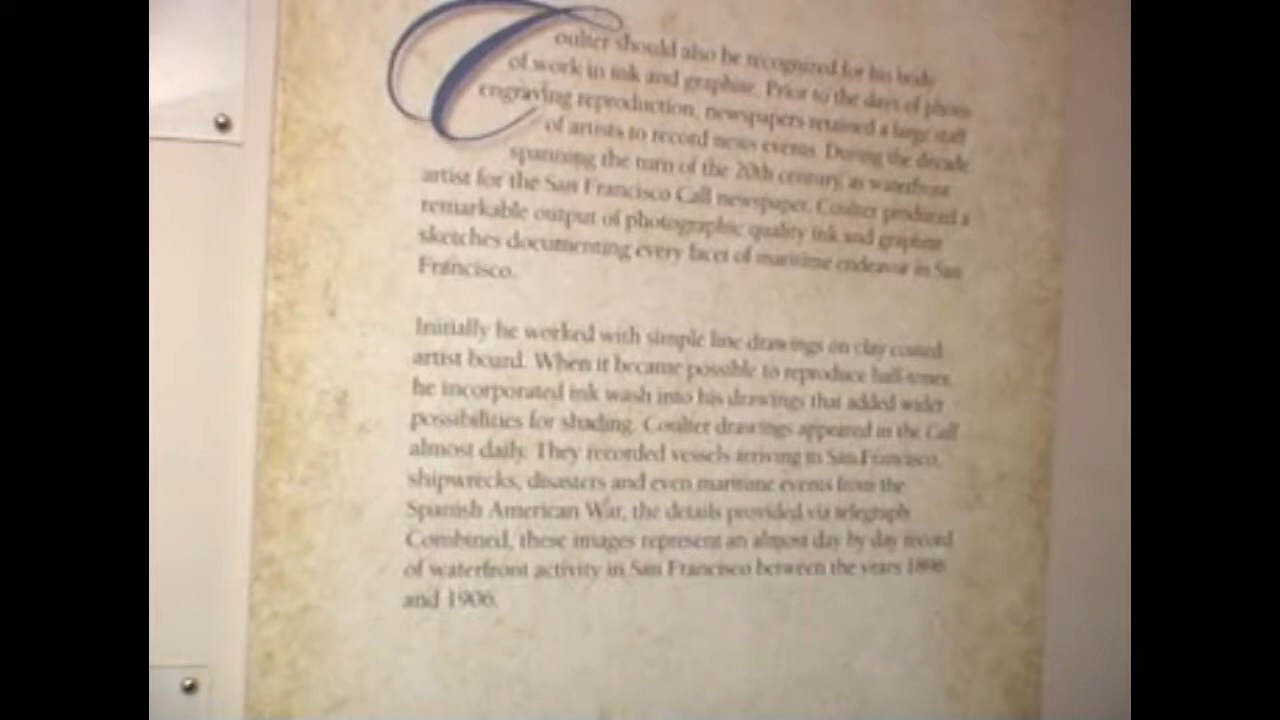 Coulter should also be recognized for his body
of work in ink and graphite. Prior to the days of photo
engraving reproduction, newspapers retained a large staff
of artists to record news events. During the decade
spanning the turn of the 20th century, as waterfront
artist for the San Francisco Call newspaper, Coulter produced a
remarkable output of photographic quality ink and graphite
sketches documenting every facet of maritime endeavor in San
Francisco.
Initially he worked with simple line drawings on clay coated
artist board. When it became possible to reproduce half-tones
he incorporated ink wash into his drawings that added wider
possibilities for shading. Coulter drawings appeared in the Call
almost daily. They recorded vessels arriving in San Francisco,
shipwrecks, disasters and even maritime events from the
Spanish American War, the details provided via telegraph.
Combined, these images represent an almost day by day record
of waterfront activity in San Francisco between the years 1896
and 1906.